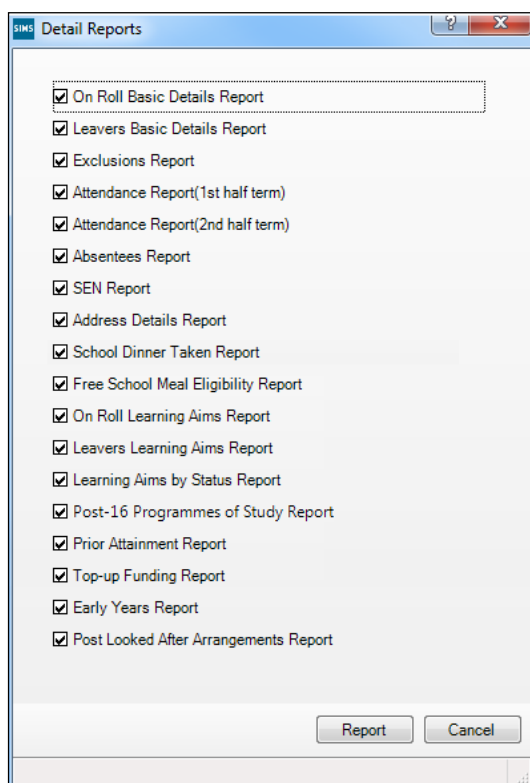 SIMS Detail Reports ? X
On Roll Basic Details Report
Leavers Basic Details Report
Exclusions Report
Attendance Report(1st half term)
Attendance Report(2nd half term)
Absentees Report
SEN Report
Address Details Report
School Dinner Taken Report
Free School Meal Eligibility Report
On Roll Learning Aims Report
Leavers Learning Aims Report
Learning Aims by Status Report
Post-16 Programmes of Study Report
Prior Attainment Report
Top-up Funding Report
Early Years Report
Post Looked After Arrangements Report
Report Cancel